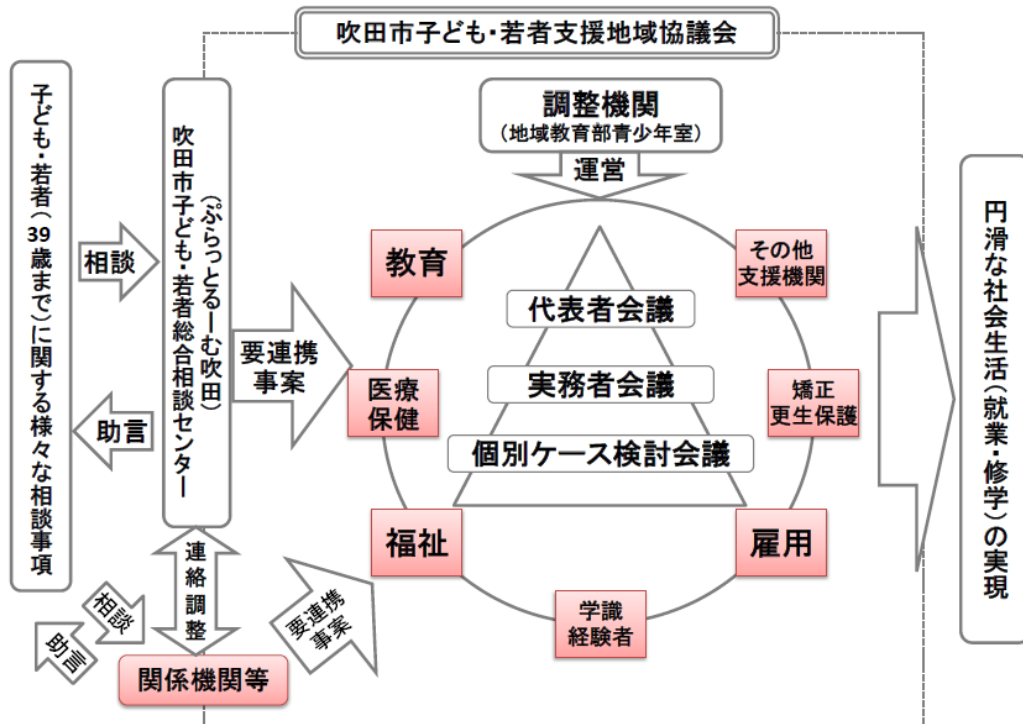 吹田市子ども・若者支援地域協議会
子ども・若者（39歳まで）に関する様々な相談事項
相談
助言
吹田市子ども・若者総合相談センター
（ぷらっとるーむ吹田）
連絡調整
相談
助言
関係機関等
要連携
事案
要連携
事案
調整機関
（地域教育部青少年室）
運営
代表者会議
実務者会議
個別ケース検討会議
教育
その他
支援機関
医療
保健
矯正
更生保護
福祉
雇用
学識
経験者
円滑な社会生活（就業・修学）の実現